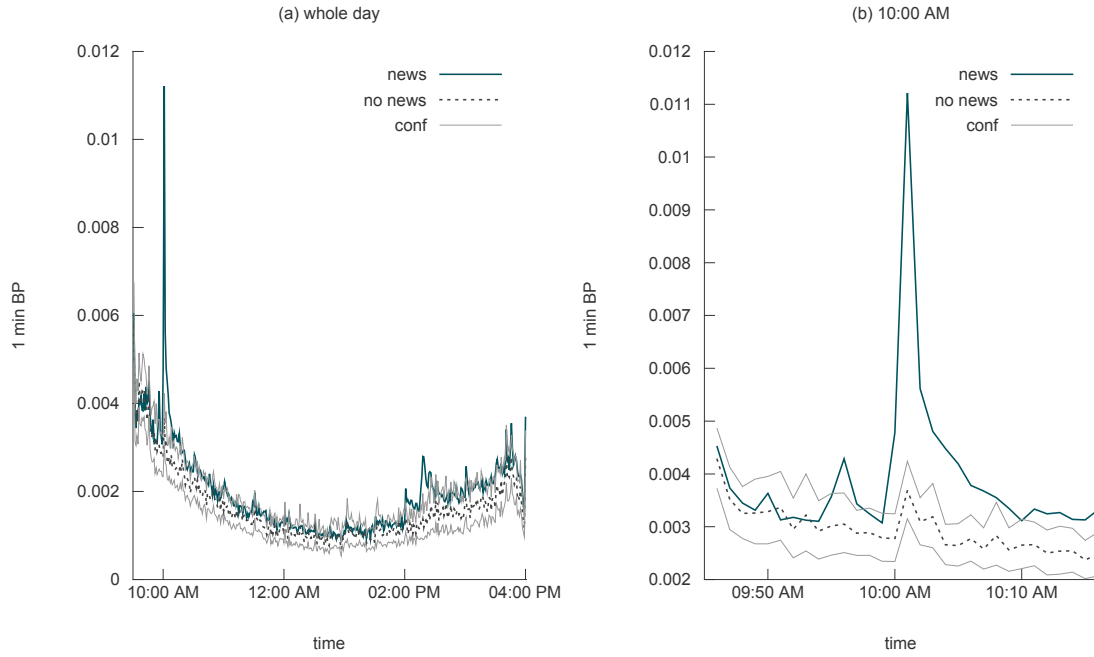 (a) whole day
0.012
0.01
0.008
0.006
0.004
0.002
0
1 min BP
news
no news
conf
10:00 AM
12:00 AM
02:00 PM
04:00 PM
time
(b) 10:00 AM
0.012
0.011
0.01
0.009
0.008
0.007
0.006
0.005
0.004
0.003
0.002
1 min BP
news
no news
conf
09:50 AM
10:00 AM
10:10 AM
time